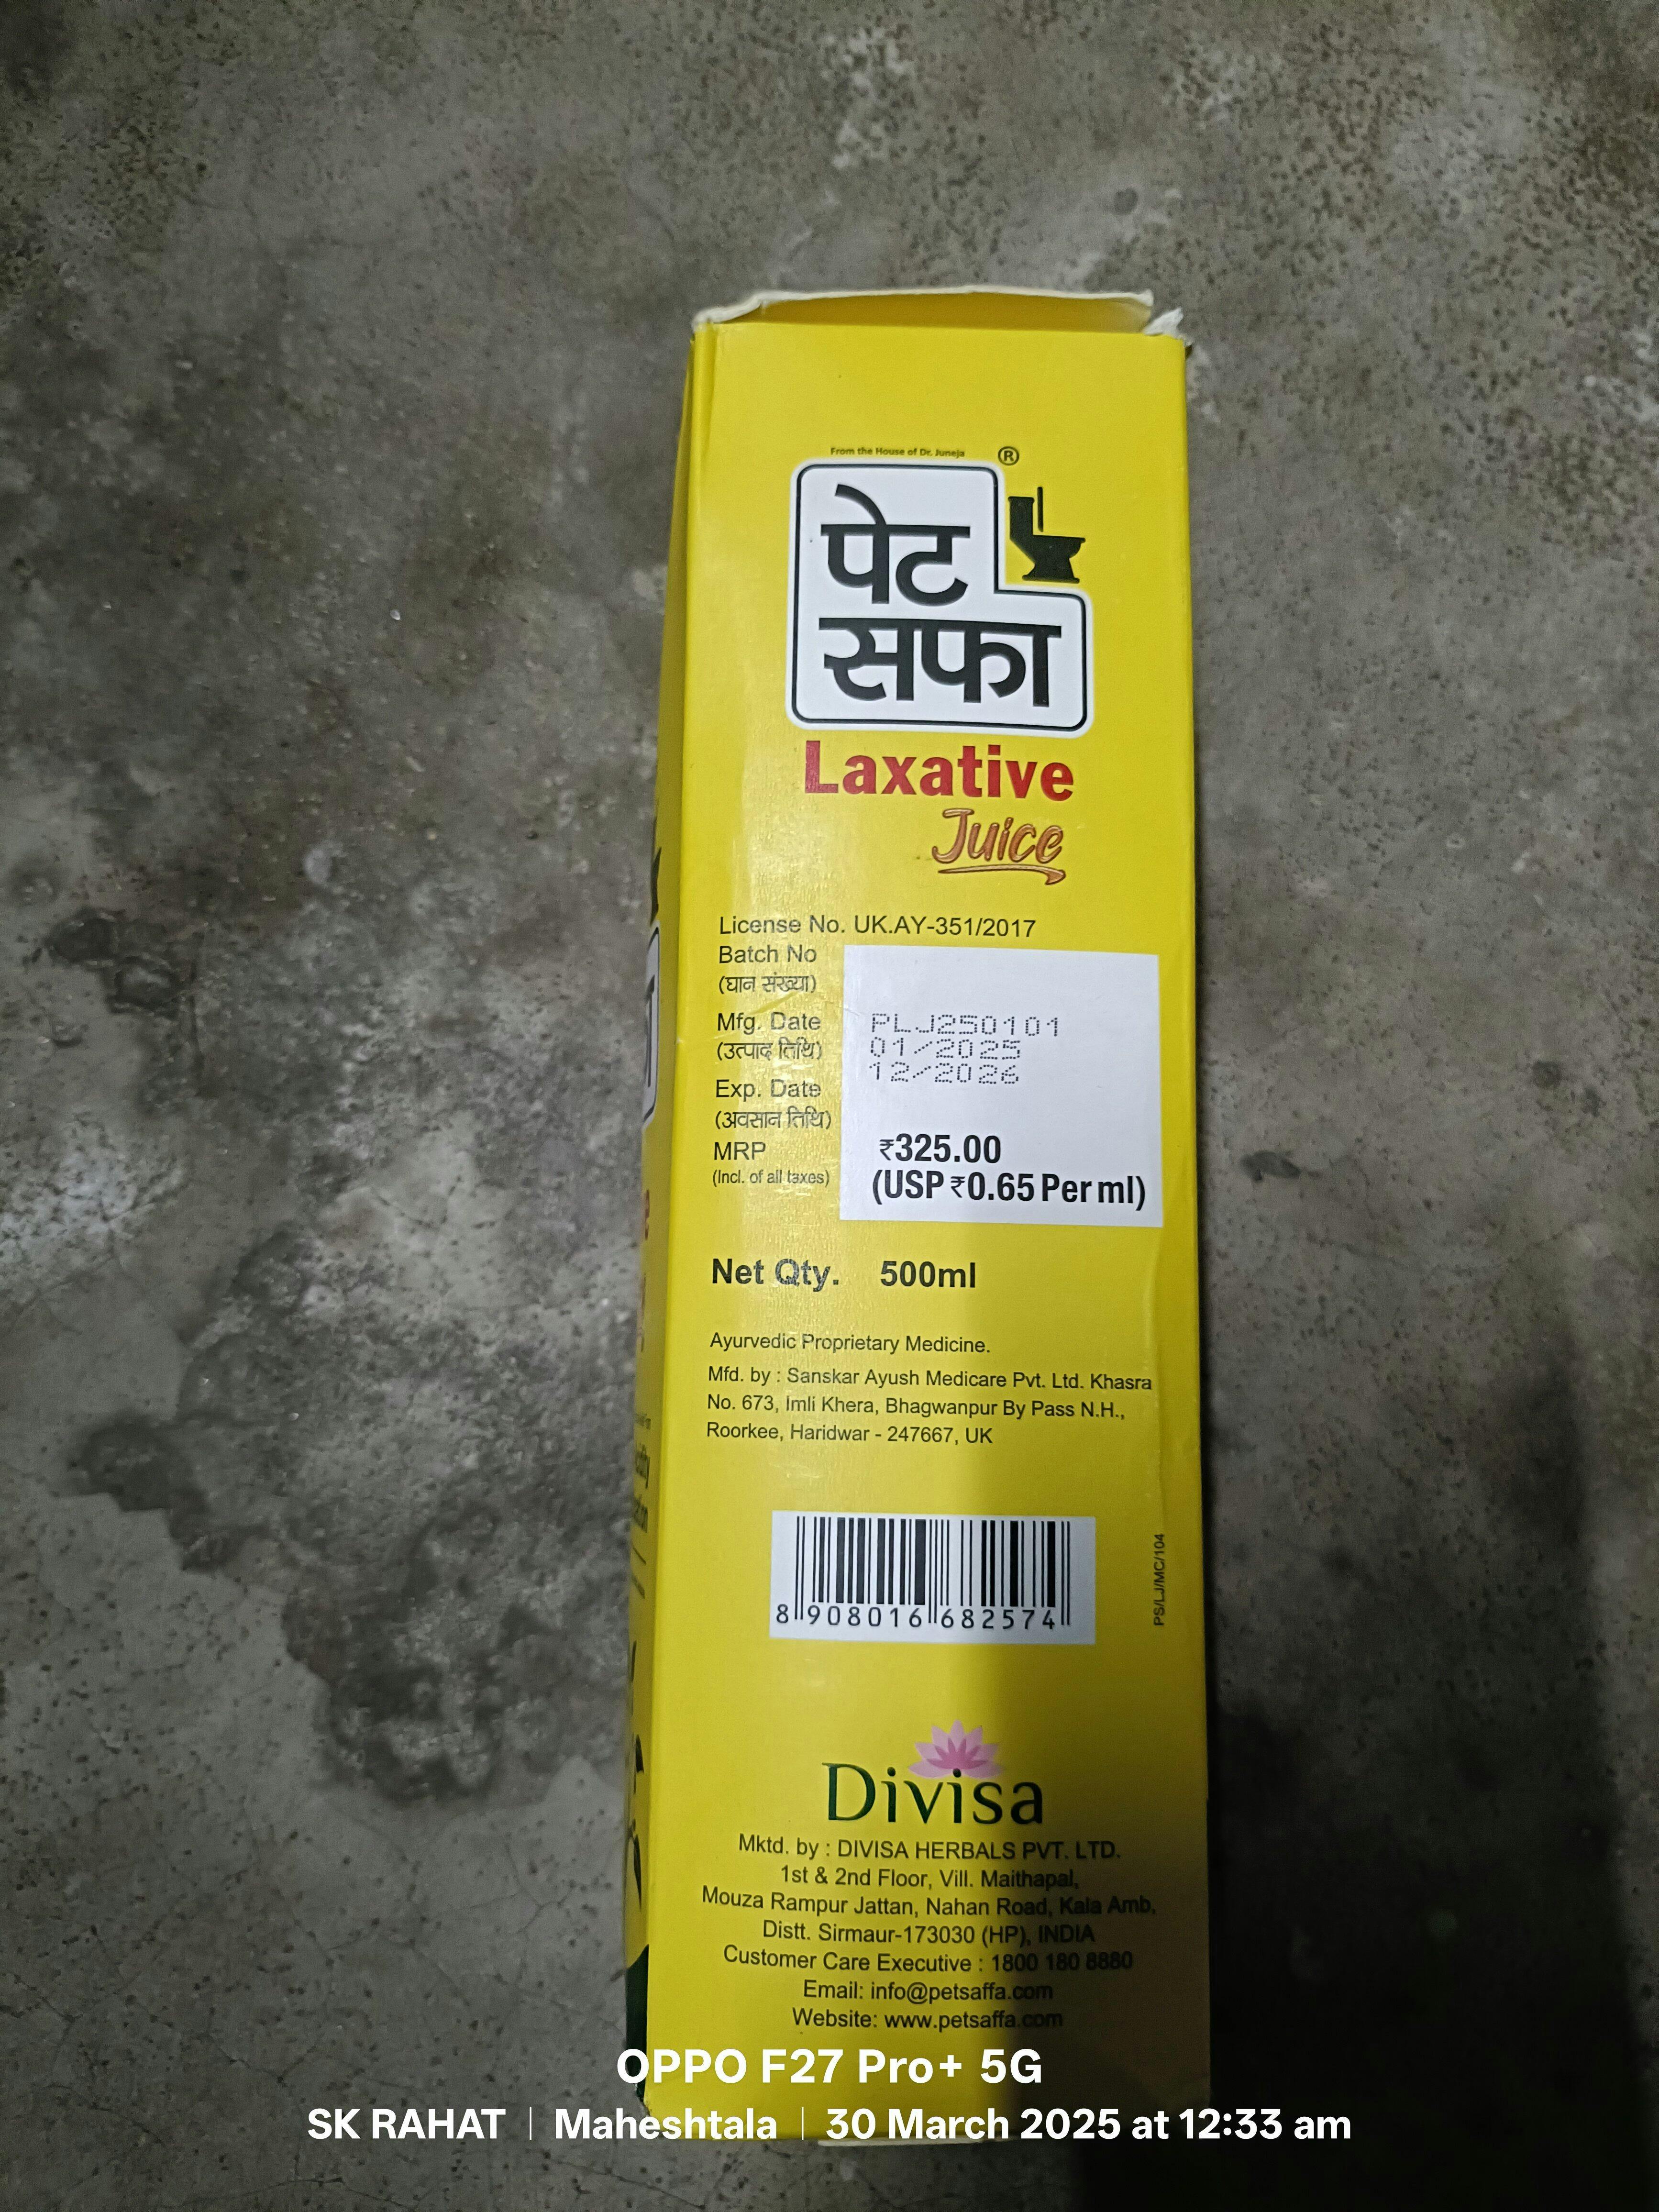 From the House of Dr. Juneja ®
पेट
सफा
Laxative
Juice
License No. UK.AY-351/2017
Batch No
(घान संख्या)
Mfg. Date PLJ250101
(उत्पाद तिथि) 01/2025
12/2026
Exp. Date
(अवसान तिथि)
MRP ₹325.00
(Incl. of all taxes) (USP ₹0.65 Per ml)
Net Qty. 500ml
Ayurvedic Proprietary Medicine.
Mfd. by : Sanskar Ayush Medicare Pvt. Ltd. Khasra
No. 673, Imli Khera, Bhagwanpur By Pass N.H.,
Roorkee, Haridwar - 247667, UK
8 908016 682574
PS/LJ/MC/104
Divisa
Mktd. by : DIVISA HERBALS PVT. LTD.
1st & 2nd Floor, Vill. Maithapal,
Mouza Rampur Jattan, Nahan Road, Kala Amb,
Distt. Sirmaur-173030 (HP), INDIA
Customer Care Executive : 1800 180 8880
Email: info@petsaffa.com
Website: www.petsaffa.com
OPPO F27 Pro+ 5G
SK RAHAT | Maheshtala | 30 March 2025 at 12:33 am